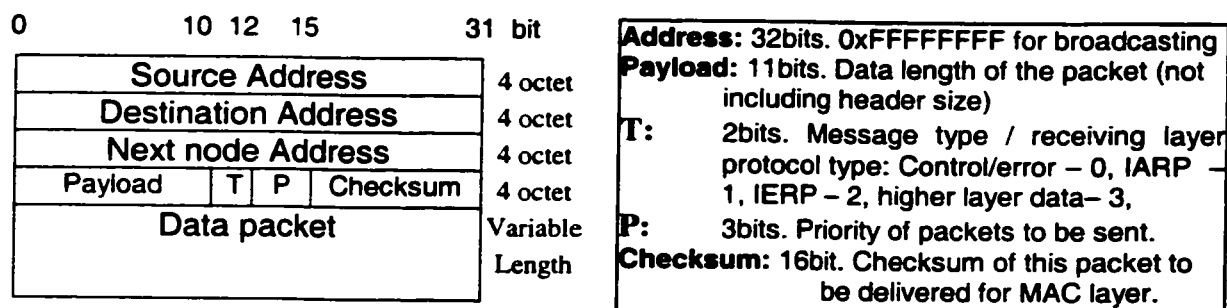 0 10 12 15 31 bit
Source Address 4 octet
Destination Address 4 octet
Next node Address 4 octet
Payload T P Checksum 4 octet
Data packet Variable
Length
Address: 32bits. 0xFFFFFFFF for broadcasting
Payload: 11bits. Data length of the packet (not
including header size)
T: 2bits. Message type / receiving layer
protocol type: Control/error – 0, IARP –
1, IERP – 2, higher layer data– 3,
P: 3bits. Priority of packets to be sent.
Checksum: 16bit. Checksum of this packet to
be delivered for MAC layer.